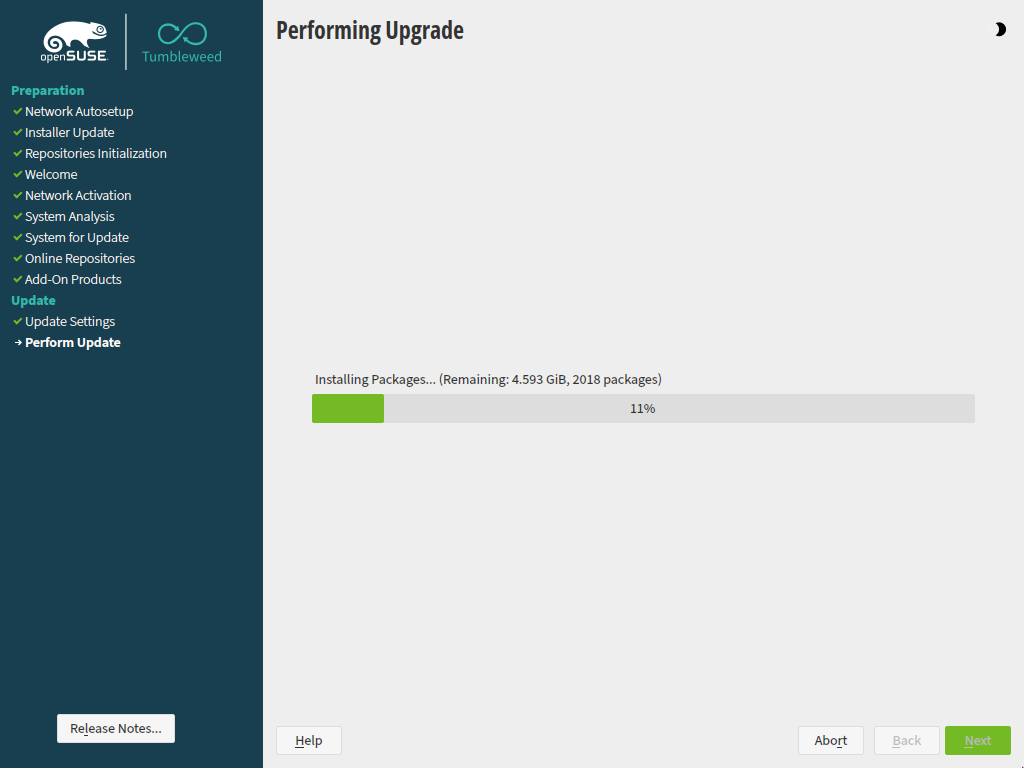 openSUSE
Tumbleweed
Performing Upgrade
Preparation
Network Autosetup
Installer Update
Repositories Initialization
Welcome
Network Activation
System Analysis
System for Update
Online Repositories
Add-On Products
Update
Update Settings
Perform Update
Installing Packages... (Remaining: 4.593 GiB, 2018 packages)
11%
Release Notes...
Help
Abort
Back
Next